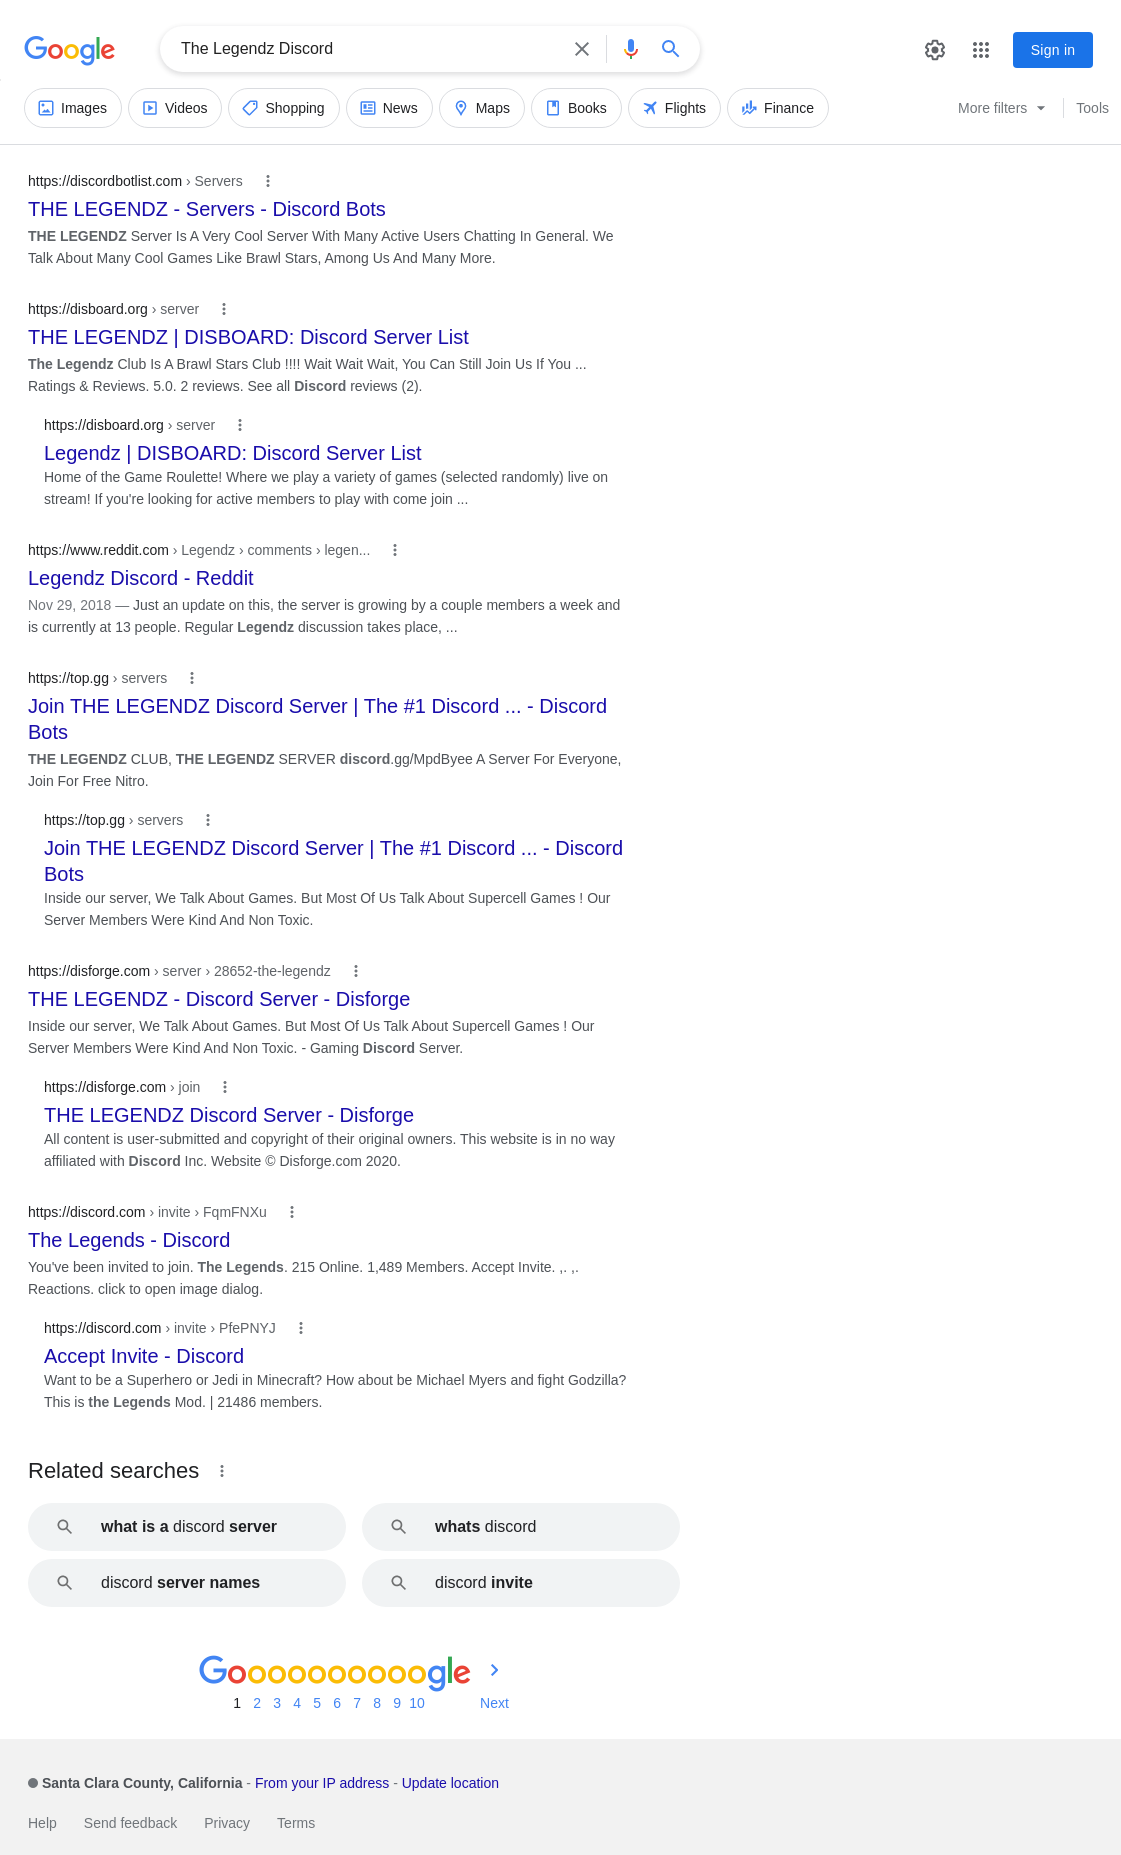 Google
The Legendz Discord
Sign in
Images Videos Shopping News Maps Books Flights Finance More filters Tools
https://discordbotlist.com › Servers
THE LEGENDZ - Servers - Discord Bots
THE LEGENDZ Server Is A Very Cool Server With Many Active Users Chatting In General. We
Talk About Many Cool Games Like Brawl Stars, Among Us And Many More.
https://disboard.org › server
THE LEGENDZ | DISBOARD: Discord Server List
The Legendz Club Is A Brawl Stars Club !!!! Wait Wait Wait, You Can Still Join Us If You ...
Ratings & Reviews. 5.0. 2 reviews. See all Discord reviews (2).
https://disboard.org › server
Legendz | DISBOARD: Discord Server List
Home of the Game Roulette! Where we play a variety of games (selected randomly) live on
stream! If you're looking for active members to play with come join ...
https://www.reddit.com › Legendz › comments › legen...
Legendz Discord - Reddit
Nov 29, 2018 — Just an update on this, the server is growing by a couple members a week and
is currently at 13 people. Regular Legendz discussion takes place, ...
https://top.gg › servers
Join THE LEGENDZ Discord Server | The #1 Discord ... - Discord
Bots
THE LEGENDZ CLUB, THE LEGENDZ SERVER discord.gg/MpdByee A Server For Everyone,
Join For Free Nitro.
https://top.gg › servers
Join THE LEGENDZ Discord Server | The #1 Discord ... - Discord
Bots
Inside our server, We Talk About Games. But Most Of Us Talk About Supercell Games ! Our
Server Members Were Kind And Non Toxic.
https://disforge.com › server › 28652-the-legendz
THE LEGENDZ - Discord Server - Disforge
Inside our server, We Talk About Games. But Most Of Us Talk About Supercell Games ! Our
Server Members Were Kind And Non Toxic. - Gaming Discord Server.
https://disforge.com › join
THE LEGENDZ Discord Server - Disforge
All content is user-submitted and copyright of their original owners. This website is in no way
affiliated with Discord Inc. Website © Disforge.com 2020.
https://discord.com › invite › FqmFNXu
The Legends - Discord
You've been invited to join. The Legends. 215 Online. 1,489 Members. Accept Invite. ,. ,.
Reactions. click to open image dialog.
https://discord.com › invite › PfePNYJ
Accept Invite - Discord
Want to be a Superhero or Jedi in Minecraft? How about be Michael Myers and fight Godzilla?
This is the Legends Mod. | 21486 members.
Related searches
what is a discord server
whats discord
discord server names
discord invite
Goooooooooogle
1 2 3 4 5 6 7 8 9 10 Next
Santa Clara County, California - From your IP address - Update location
Help Send feedback Privacy Terms